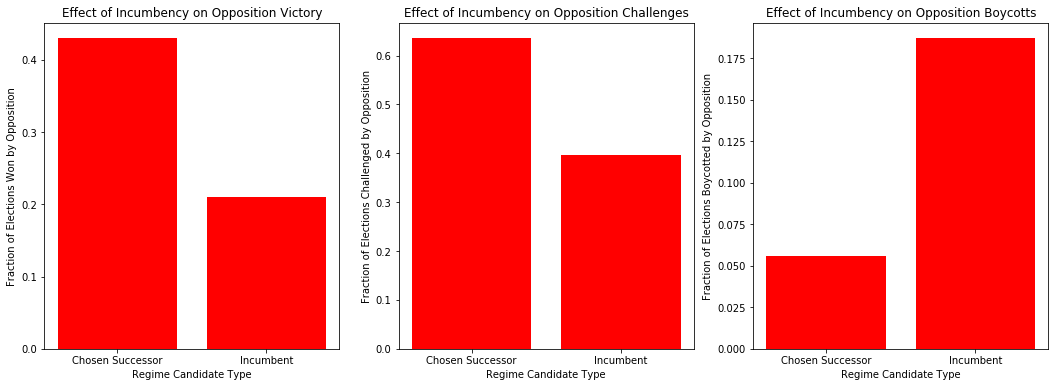 Effect of Incumbency on Opposition Victory
Fraction of Elections Won by Opposition
0.4
0.3
0.2
0.1
0.0
Chosen Successor
Incumbent
Regime Candidate Type
Effect of Incumbency on Opposition Challenges
Fraction of Elections Challenged by Opposition
0.6
0.5
0.4
0.3
0.2
0.1
0.0
Chosen Successor
Incumbent
Regime Candidate Type
Effect of Incumbency on Opposition Boycotts
Fraction of Elections Boycotted by Opposition
0.175
0.150
0.125
0.100
0.075
0.050
0.025
0.000
Chosen Successor
Incumbent
Regime Candidate Type